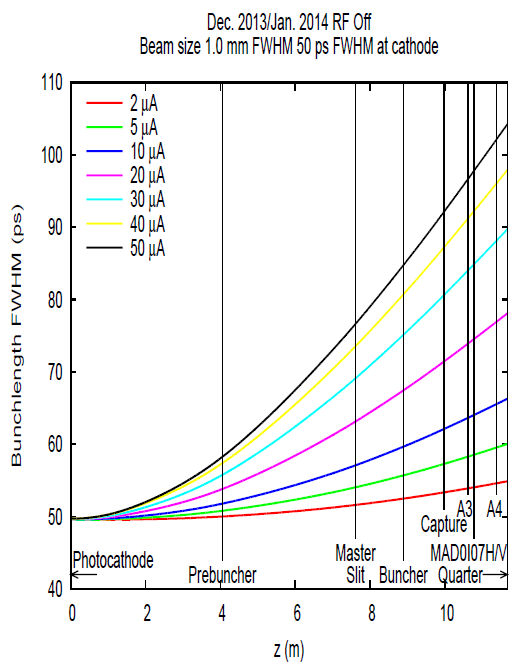 Dec. 2013/Jan. 2014 RF Off
Beam size 1.0 mm FWHM 50 ps FWHM at cathode
110
100
90
80
70
60
50
40
Bunchlength FWHM (ps)
2 μA
5 μA
10 μA
20 μA
30 μA
40 μA
50 μA
A3
A4
Capture
Photocathode
Master
Slit
MAD0I07H/V
Prebuncher
Buncher
Quarter
0
2
4
6
8
10
z (m)